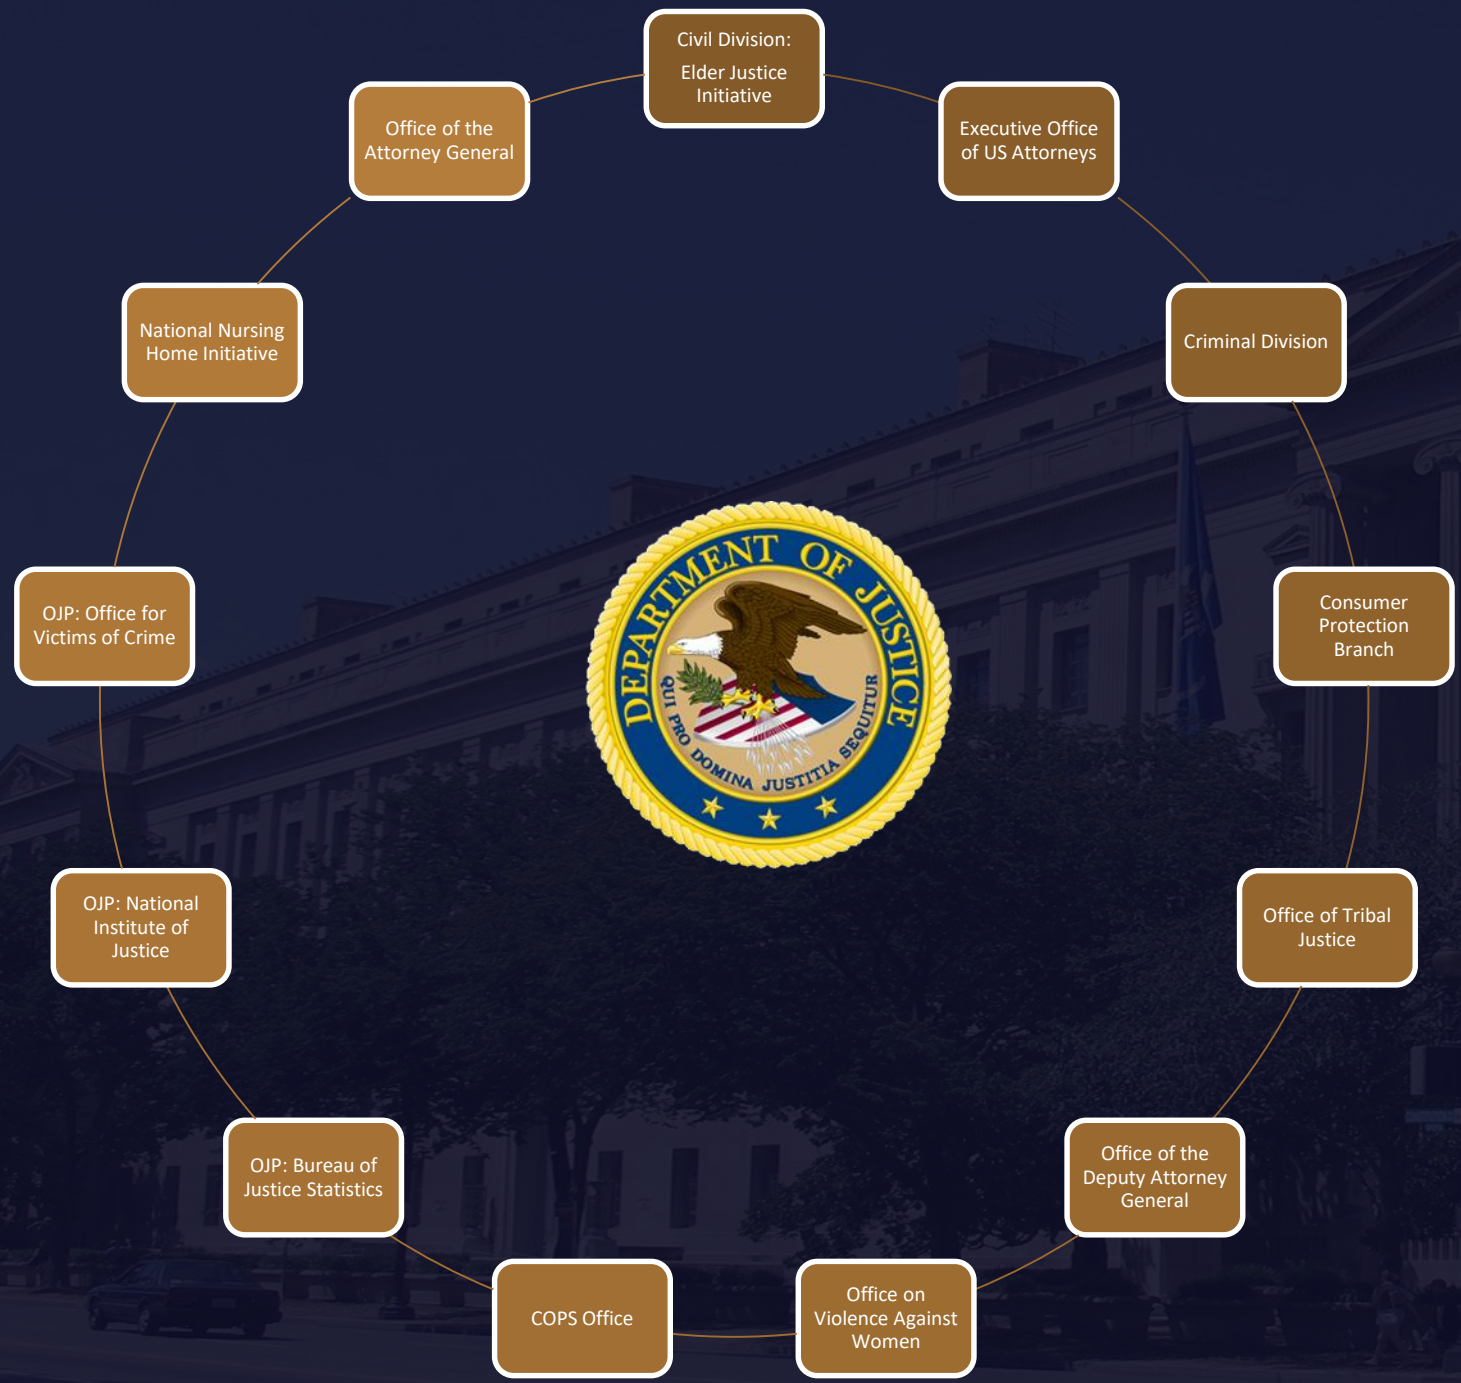 Civil Division:
Elder Justice
Initiative
Executive Office
of US Attorneys
Criminal Division
Consumer
Protection
Branch
Office of Tribal
Justice
Office of the
Deputy Attorney
General
Office on
Violence Against
Women
COPS Office
OJP: Bureau of
Justice Statistics
OJP: National
Institute of
Justice
OJP: Office for
Victims of Crime
National Nursing
Home Initiative
Office of the
Attorney General
DEPARTMENT OF JUSTICE
QUI PRO DOMINA JUSTITIA SEQUITUR